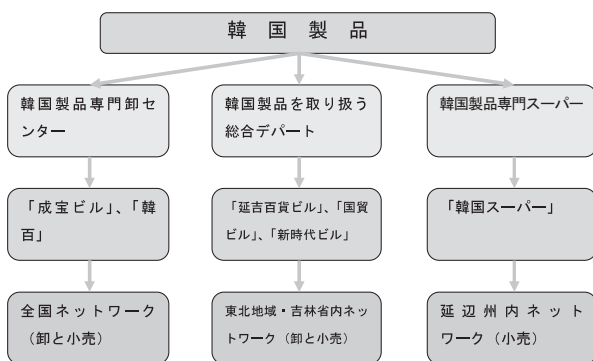 韓国製品
韓国製品専門卸セ
ンター
韓国製品を取り扱う
総合デパート
韓国製品専門スーパー
「成宝ビル」、「韓
百」
「延吉百貨ビル」、「国貿
ビル」、「新時代ビル」
「韓国スーパー」
全国ネットワーク
(卸と小売)
東北地域・吉林省内ネッ
トワーク(卸と小売)
延辺州内ネット
ワーク(小売)